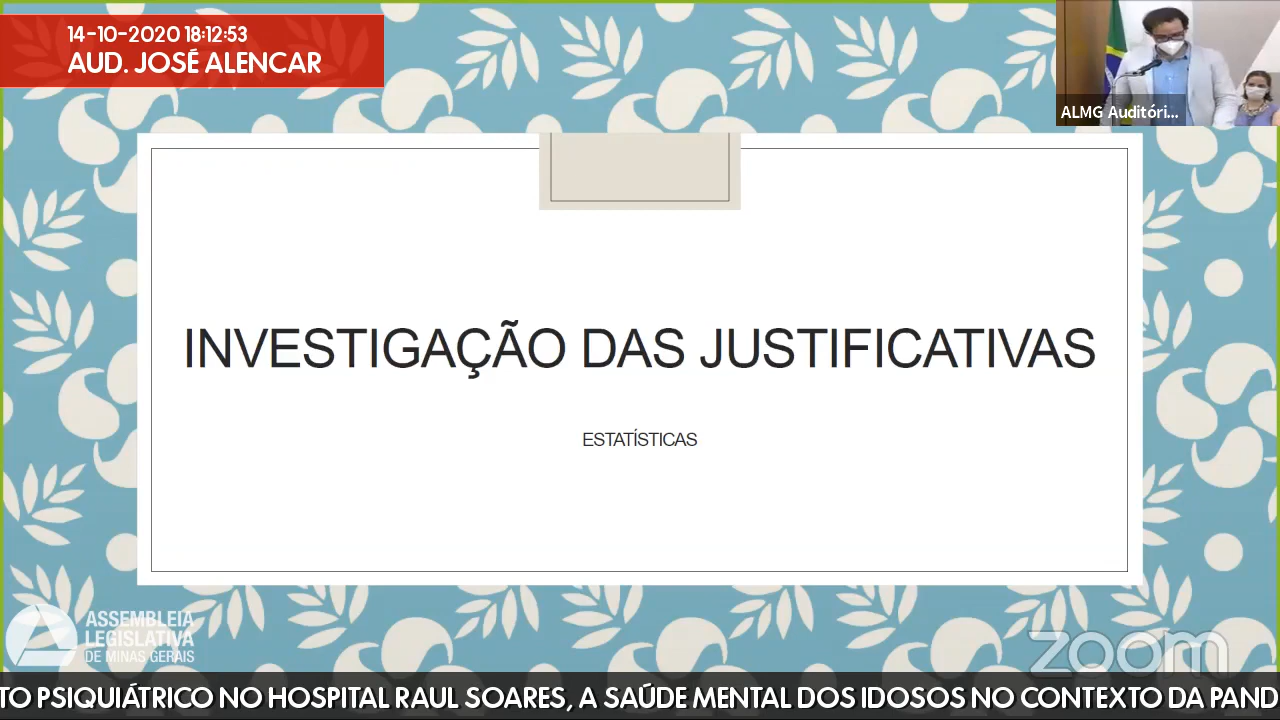 14-10-2020 18:12:53
AUD. JOSÉ ALENCAR
ALMG Auditóri...
INVESTIGAÇÃO DAS JUSTIFICATIVAS
ESTATÍSTICAS
ASSEMBLEIA
LEGISLATIVA
DE MINAS GERAIS
zoom
TO PSIQUIÁTRICO NO HOSPITAL RAUL SOARES, A SAÚDE MENTAL DOS IDOSOS NO CONTEXTO DA PAND